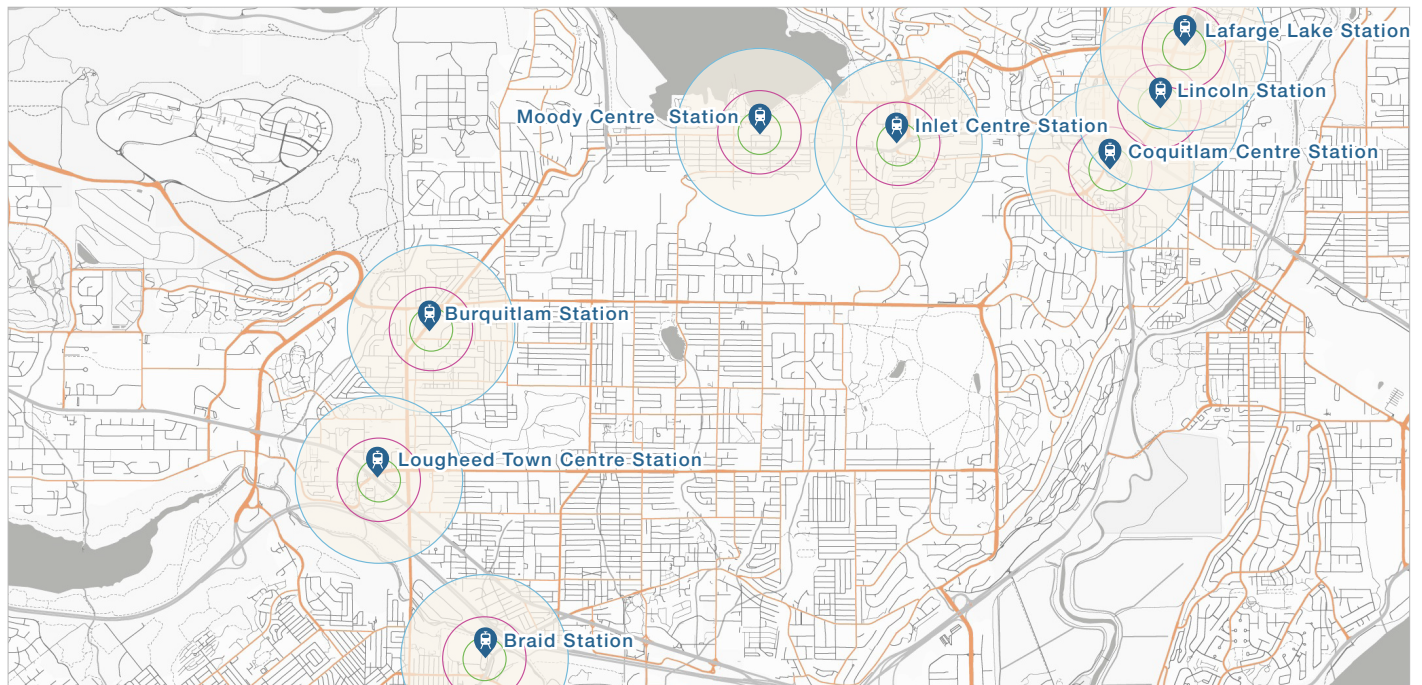 Lafarge Lake Station
Lincoln Station
Moody Centre Station
Inlet Centre Station
Coquitlam Centre Station
Burquitlam Station
Lougheed Town Centre Station
Braid Station